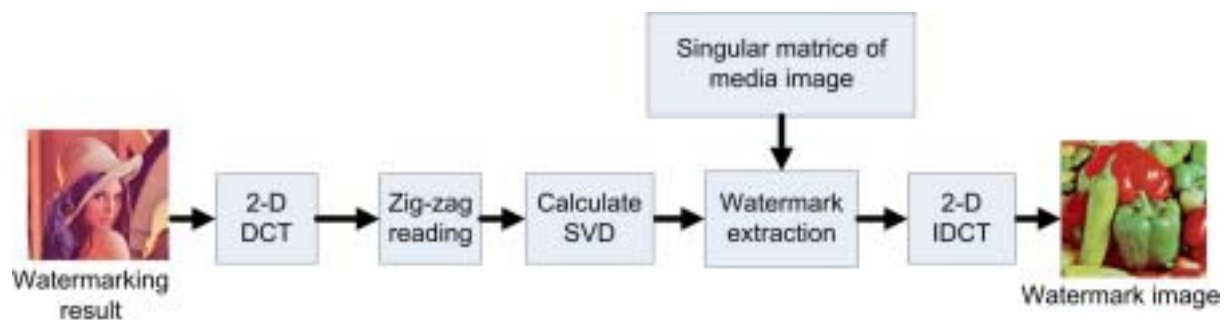 Singular matrice of
media image
2-D
DCT
Zig-zag
reading
Calculate
SVD
Watermark
extraction
2-D
IDCT
Watermarking
result
Watermark image